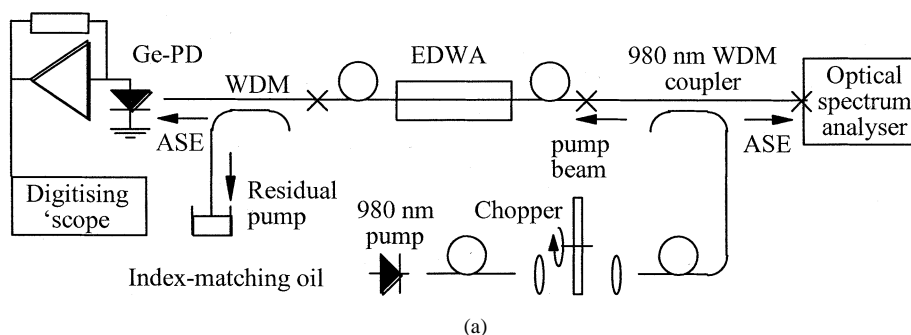 Ge-PD
WDM
EDWA
980 nm WDM
coupler
Optical
spectrum
analyser
ASE
pump
beam
ASE
Digitising
‘scope
Residual
pump
980 nm
pump
Chopper
Index-matching oil
(a)